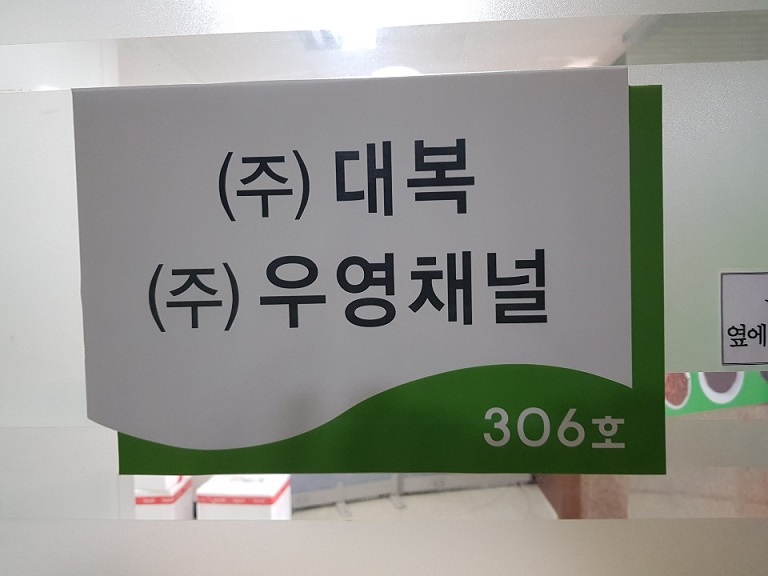 (주) 대복
(주) 우영채널
306호
옆에